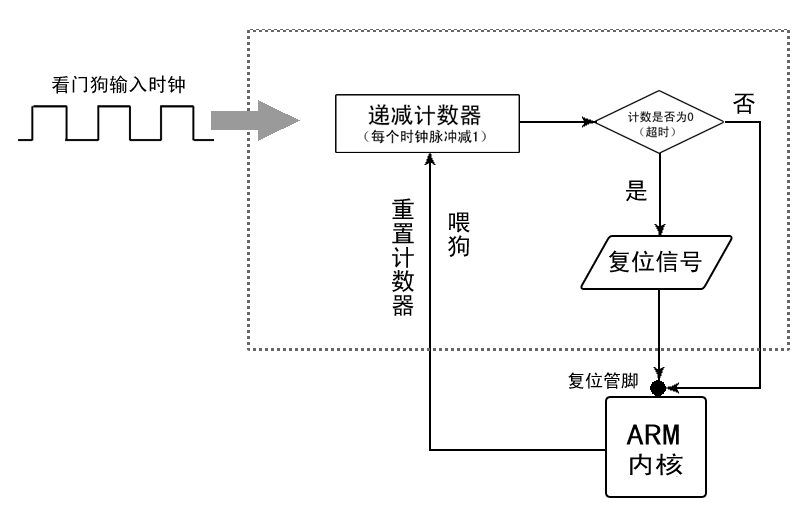 看门狗输入时钟
递减计数器
（每个时钟脉冲减1）
计数是否为0
（超时）
否
是
重置计数器
喂狗
复位信号
复位管脚
ARM
内核